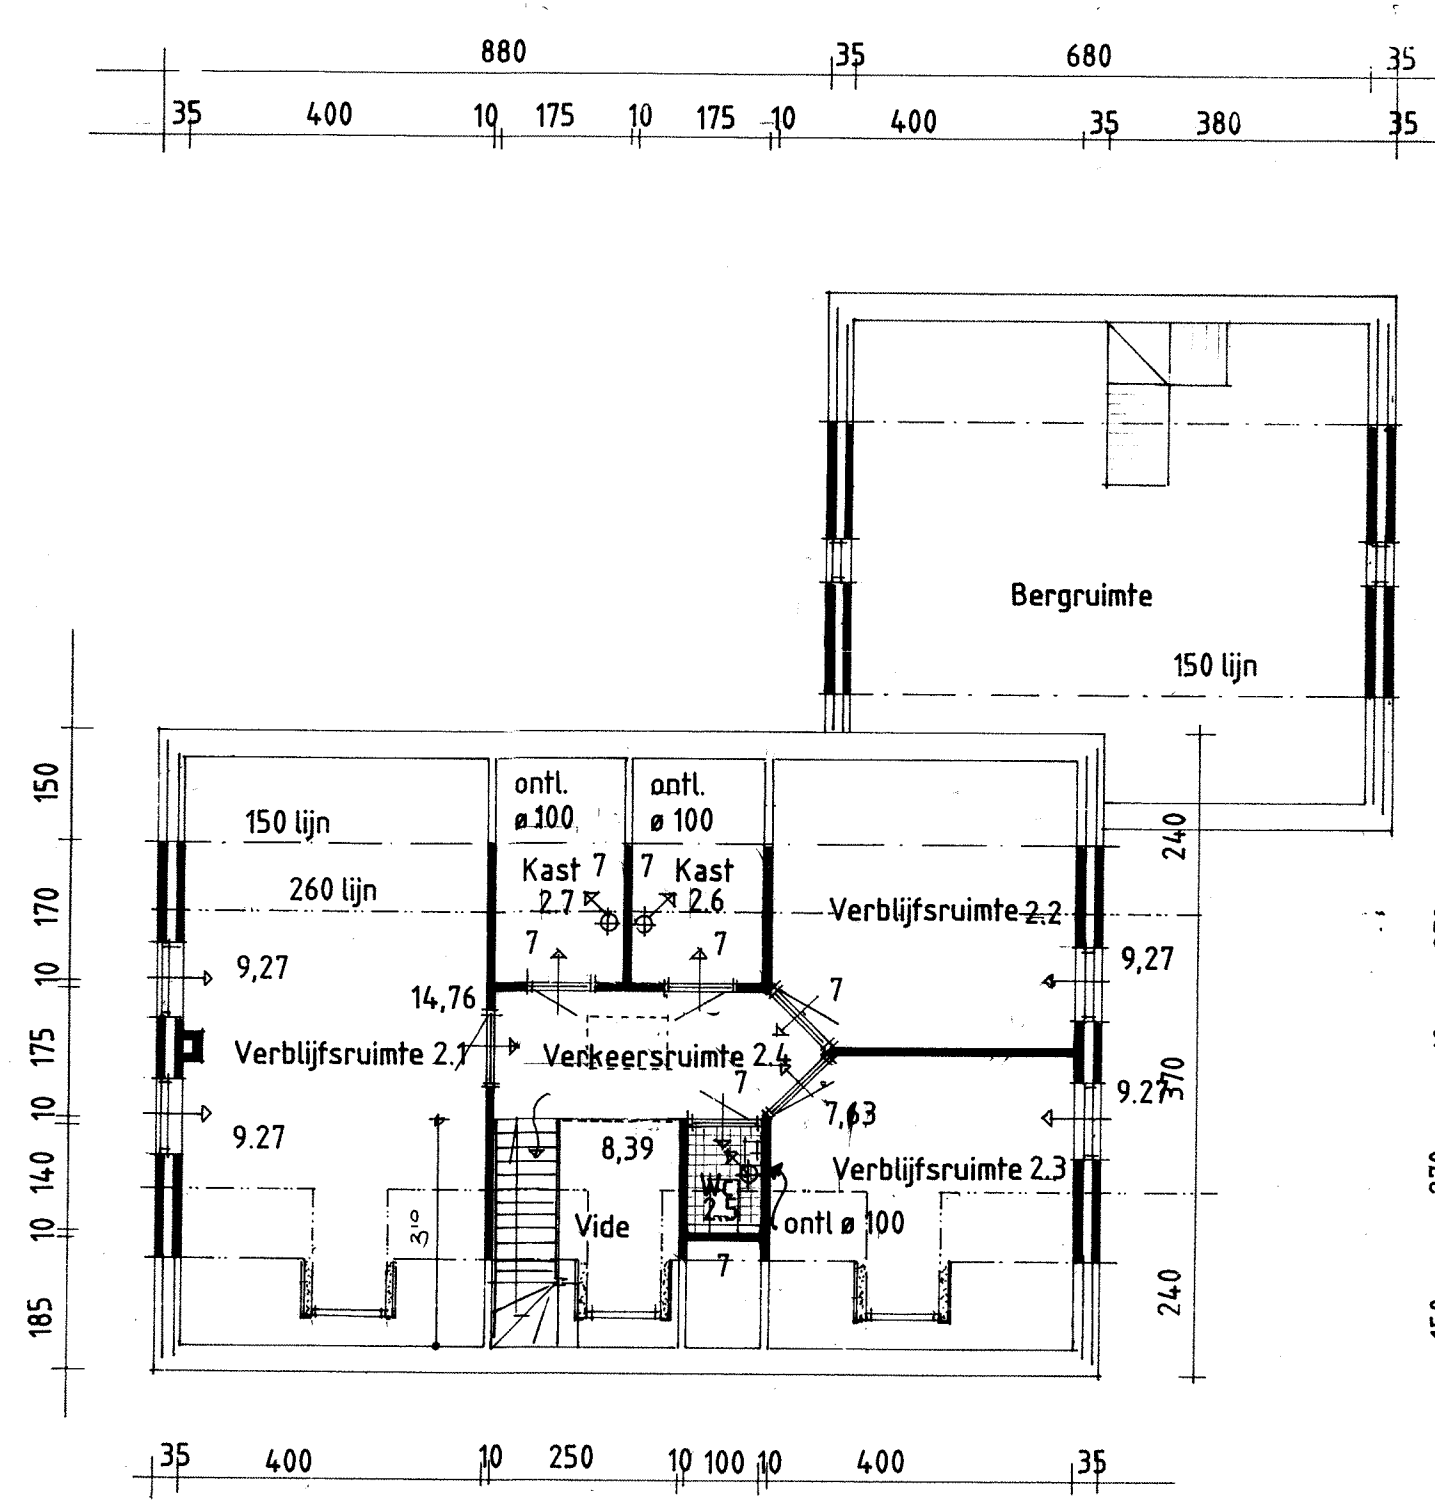 880 35 680 35
35 400 10 175 10 175 10 400 35 380 35
Bergruimte
150 lijn
150
170
10
175
10
140
10
185
240
370
240
ontl.
ø 100
ontl.
ø 100
150 lijn
260 lijn
Kast 7
2.7
7 Kast
2.6
7
7
Verblijfsruimte 2.2
9,27
9,27
14,76
7
Verblijfsruimte 2.1
Verkeersruimte 2.4
7
9.27
9.27
7,63
8,39
Verblijfsruimte 2.3
WC
2.5
310
Vide
ontl ø 100
7
35 400 10 250 10 100 10 400 35